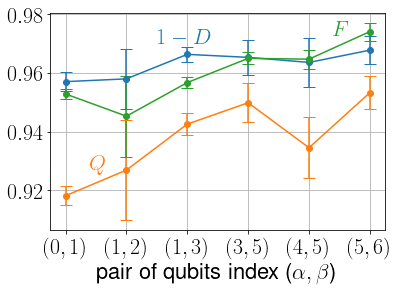 0.98
1 − D
F
0.96
0.94
Q
0.92
(0, 1) (1, 2) (1, 3) (3, 5) (4, 5) (5, 6)
pair of qubits index (α, β)